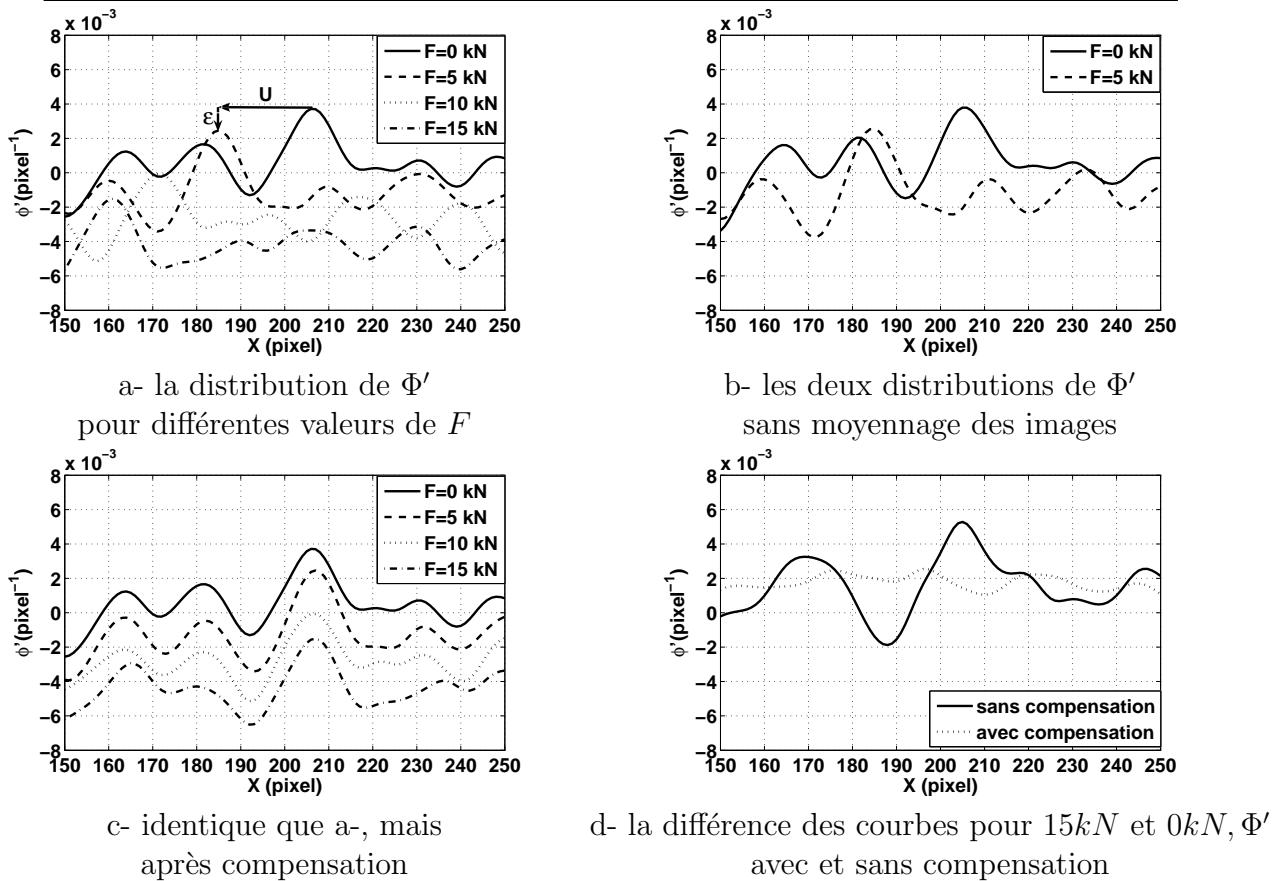 x 10⁻³
8
6
4
2
0
−2
−4
−6
−8
ϕ'(pixel⁻¹)
150 160 170 180 190 200 210 220 230 240 250
X (pixel)
U
ε
F=0 kN
F=5 kN
F=10 kN
F=15 kN
a- la distribution de Φ′
pour différentes valeurs de F
x 10⁻³
8
6
4
2
0
−2
−4
−6
−8
ϕ'(pixel⁻¹)
150 160 170 180 190 200 210 220 230 240 250
X (pixel)
F=0 kN
F=5 kN
b- les deux distributions de Φ′
sans moyennage des images
x 10⁻³
8
6
4
2
0
−2
−4
−6
−8
ϕ'(pixel⁻¹)
150 160 170 180 190 200 210 220 230 240 250
X (pixel)
F=0 kN
F=5 kN
F=10 kN
F=15 kN
c- identique que a-, mais
après compensation
x 10⁻³
8
6
4
2
0
−2
−4
−6
−8
ϕ'(pixel⁻¹)
150 160 170 180 190 200 210 220 230 240 250
X (pixel)
sans compensation
avec compensation
d- la différence des courbes pour 15kN et 0kN, Φ′
avec et sans compensation